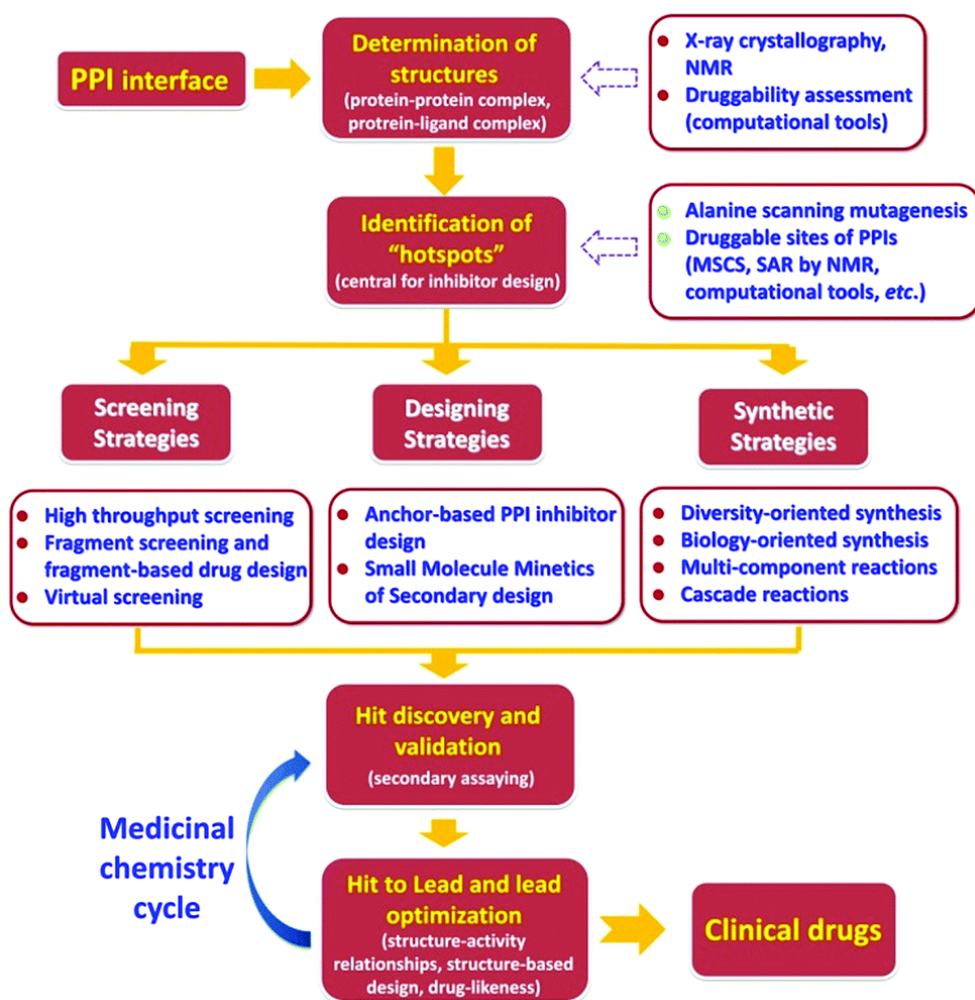 PPI interface
Determination of
structures
(protein-protein complex,
protrein-ligand complex)
X-ray crystallography,
NMR
Druggability assessment
(computational tools)
Identification of
“hotspots”
(central for inhibitor design)
Alanine scanning mutagenesis
Druggable sites of PPIs
(MSCS, SAR by NMR,
computational tools, etc.)
Screening
Strategies
Designing
Strategies
Synthetic
Strategies
High throughput screening
Fragment screening and
fragment-based drug design
Virtual screening
Anchor-based PPI inhibitor
design
Small Molecule Minetics
of Secondary design
Diversity-oriented synthesis
Biology-oriented synthesis
Multi-component reactions
Cascade reactions
Hit discovery and
validation
(secondary assaying)
Medicinal
chemistry
cycle
Hit to Lead and lead
optimization
(structure-activity
relationships, structure-based
design, drug-likeness)
Clinical drugs